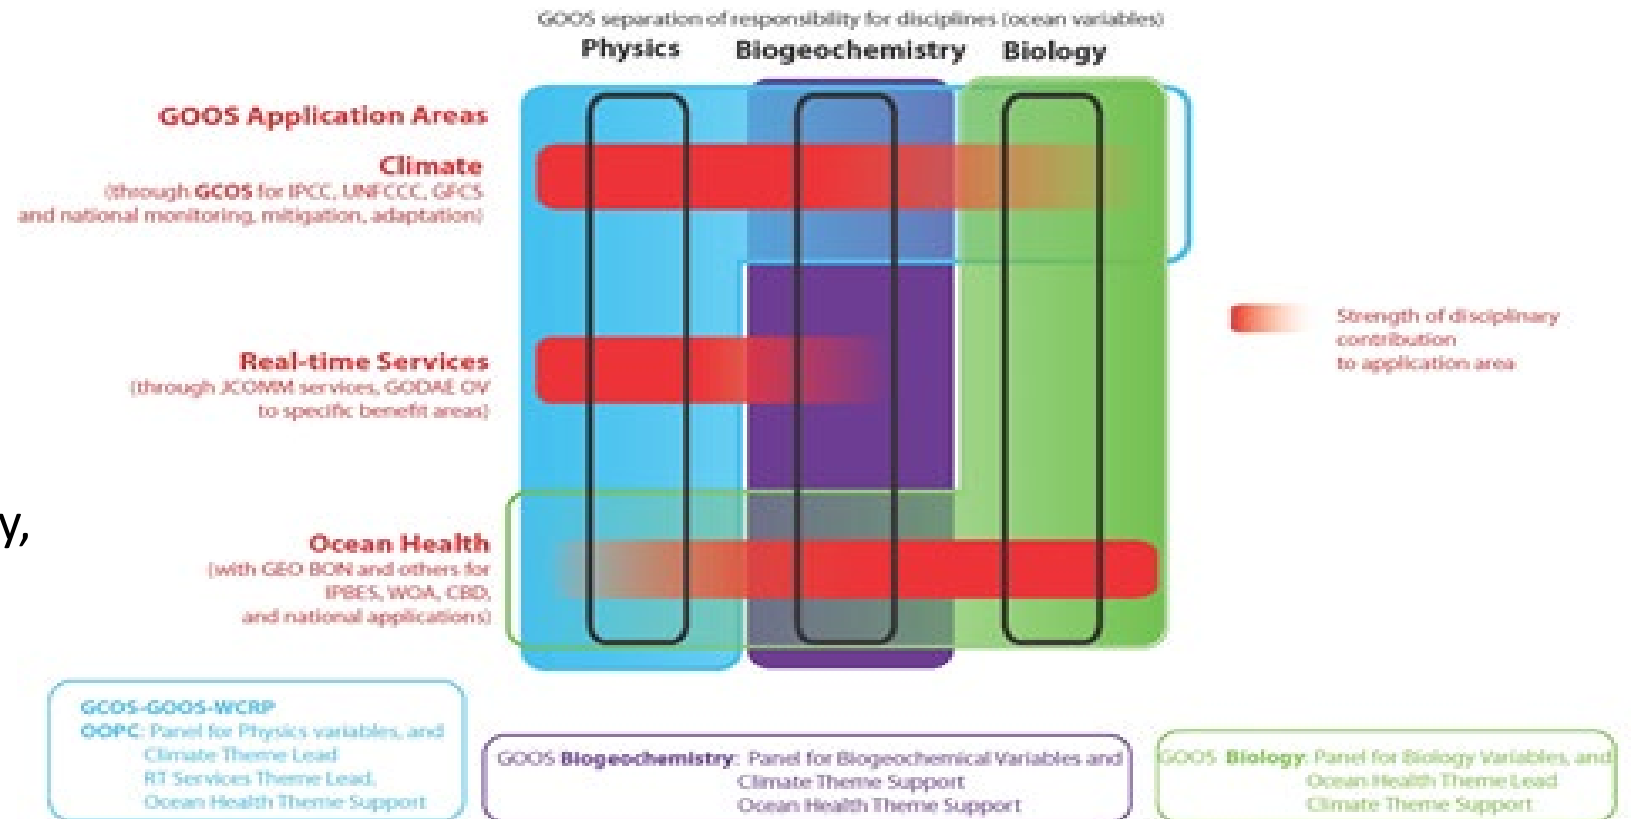 GOOS separation of responsibility for disciplines (ocean variables)
Physics Biogeochemistry Biology
GOOS Application Areas
Climate
(through GCOS for IPCC, UNFCCC, GFCS
and national monitoring, mitigation, adaptation)
Real-time Services
(through JCOMM services, GODAE OV
to specific benefit areas)
Strength of disciplinary
contribution
to application area
y,
Ocean Health
(with GEO BON and others for
IPBES, WOA, CBD,
and national applications)
GCOS-GOOS-WCRP
OOPC: Panel for Physics variables, and
Climate Theme Lead
RT Services Theme Lead,
Ocean Health Theme Support
GOOS Biogeochemistry: Panel for Biogeochemical Variables and
Climate Theme Support
Ocean Health Theme Support
GOOS Biology: Panel for Biology Variables, and
Ocean Health Theme Lead
Climate Theme Support